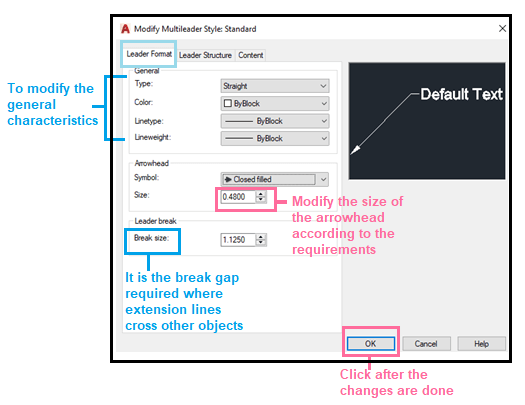 Modify Multileader Style: Standard
Leader Format Leader Structure Content
General
Type: Straight
Color: ByBlock
Linetype: ByBlock
Lineweight: ByBlock
Arrowhead
Symbol: Closed filled
Size: 0.4800
Leader break
Break size: 1.1250
Default Text
To modify the
general
characteristics
Modify the size of
the arrowhead
according to the
requirements
It is the break gap
required where
extension lines
cross other objects
OK Cancel Help
Click after the
changes are done